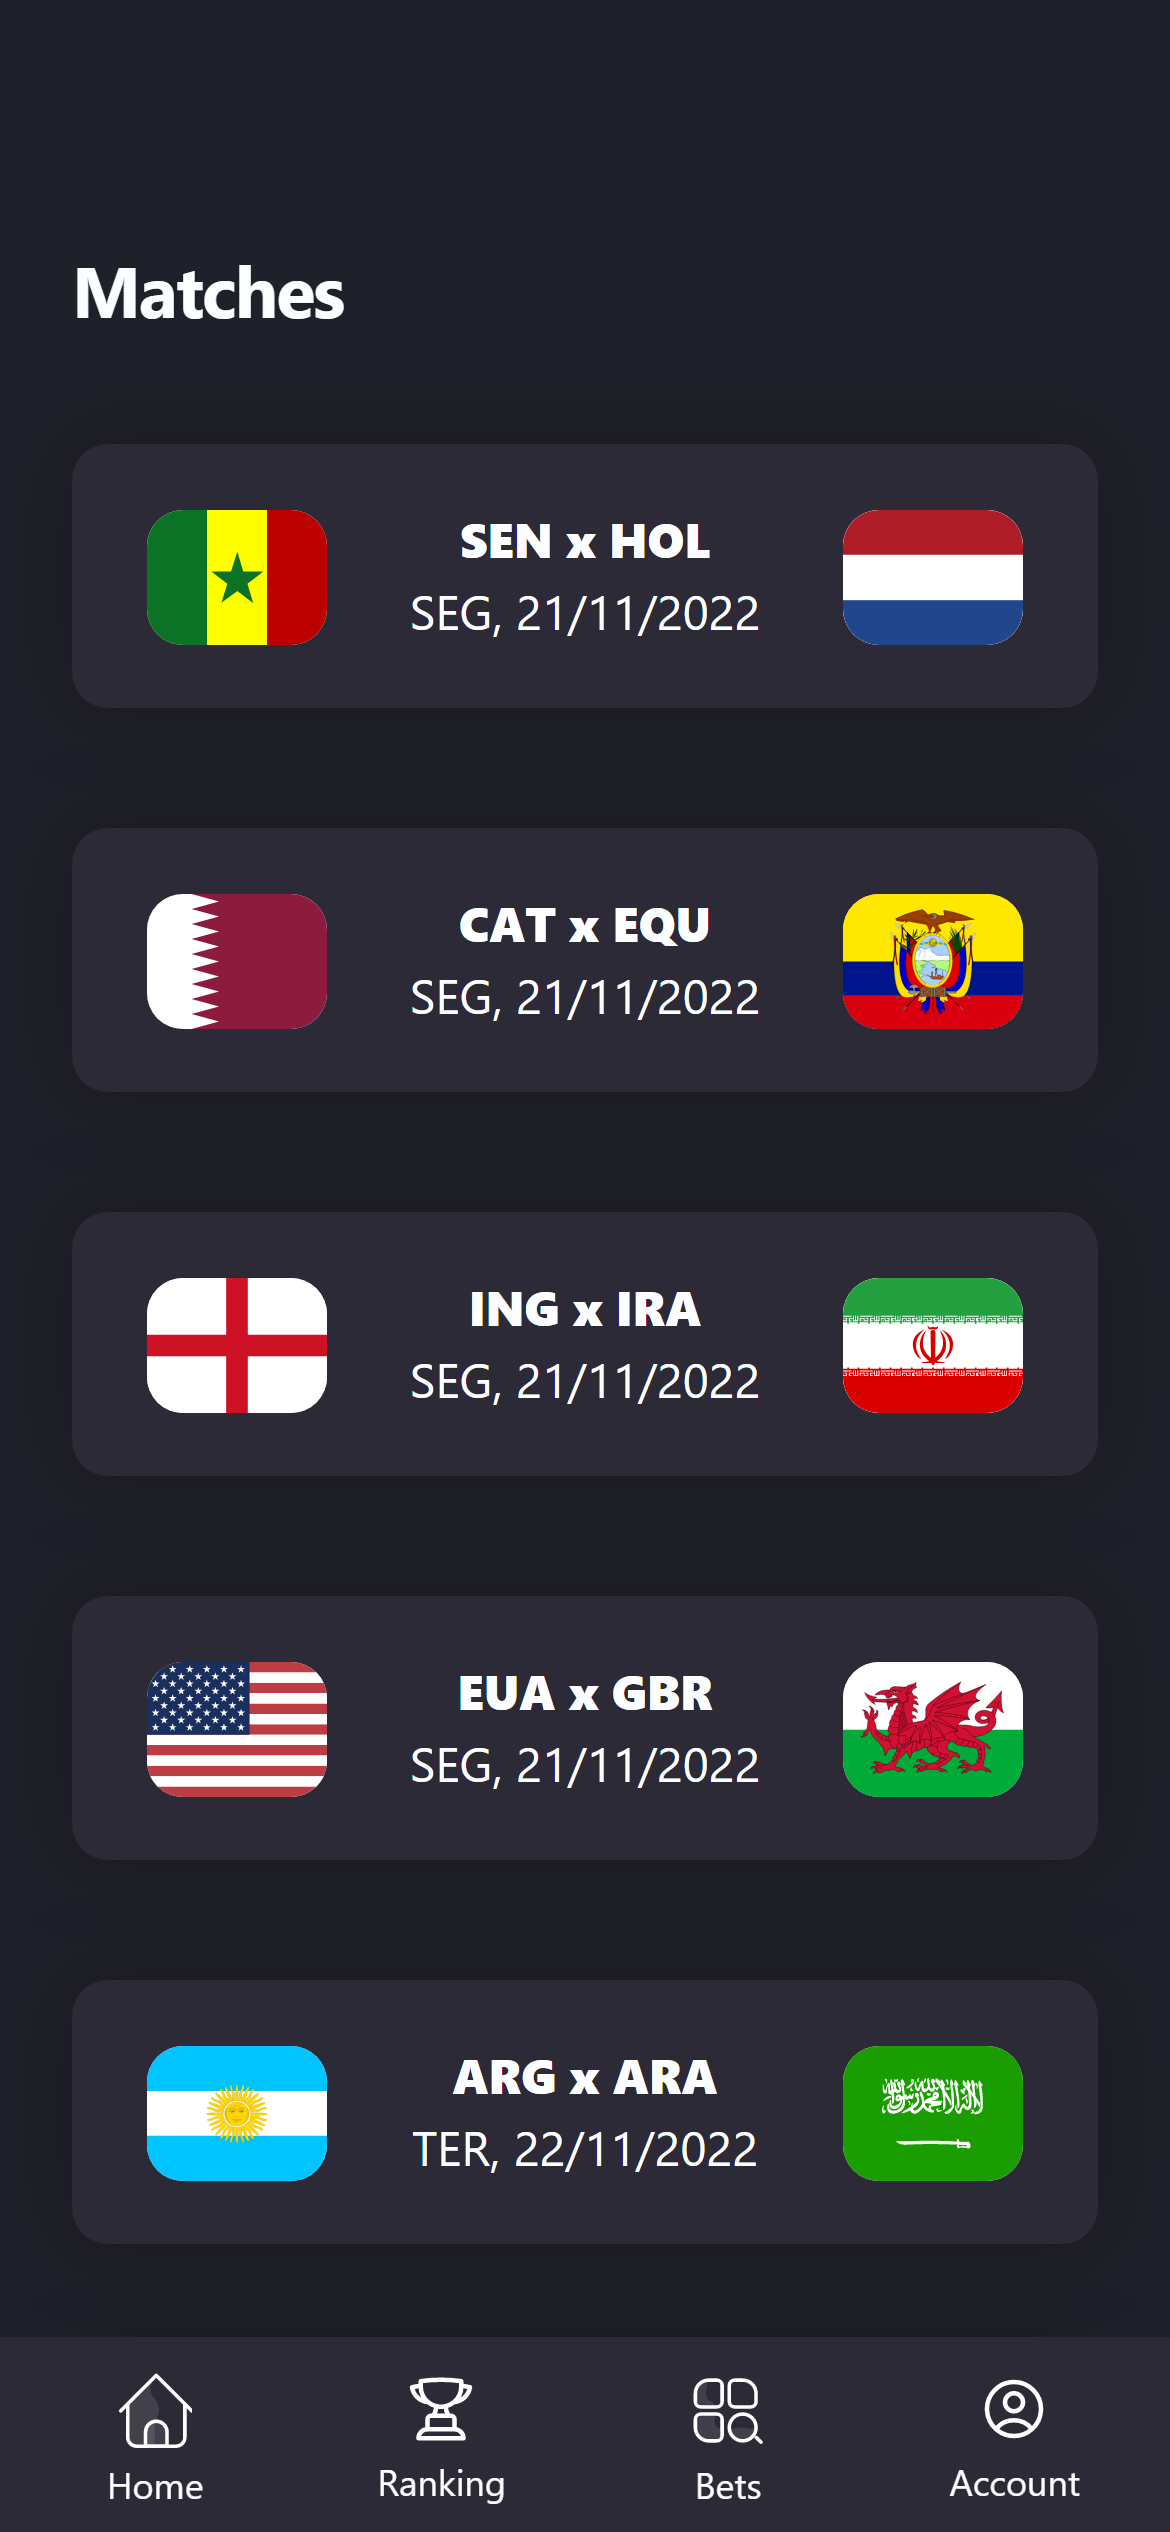 Matches
SEN x HOL
SEG, 21/11/2022
CAT x EQU
SEG, 21/11/2022
ING x IRA
SEG, 21/11/2022
EUA x GBR
SEG, 21/11/2022
ARG x ARA
TER, 22/11/2022
Home
Ranking
Bets
Account